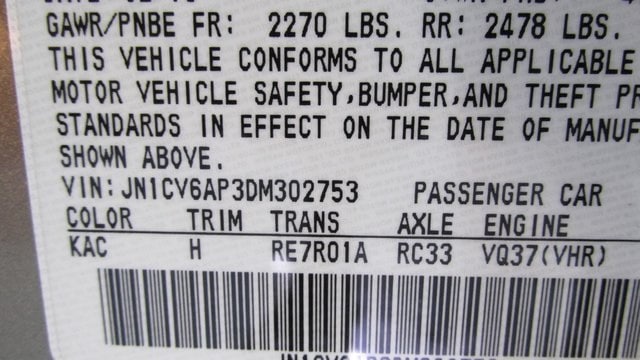 GAWR/PNBE FR: 2270 LBS. RR: 2478 LBS.
THIS VEHICLE CONFORMS TO ALL APPLICABLE
MOTOR VEHICLE SAFETY,BUMPER,AND THEFT PR
STANDARDS IN EFFECT ON THE DATE OF MANUF
SHOWN ABOVE.
VIN:JN1CV6AP3DM302753 PASSENGER CAR
COLOR TRIM TRANS AXLE ENGINE
KAC H RE7R01A RC33 VQ37(VHR)